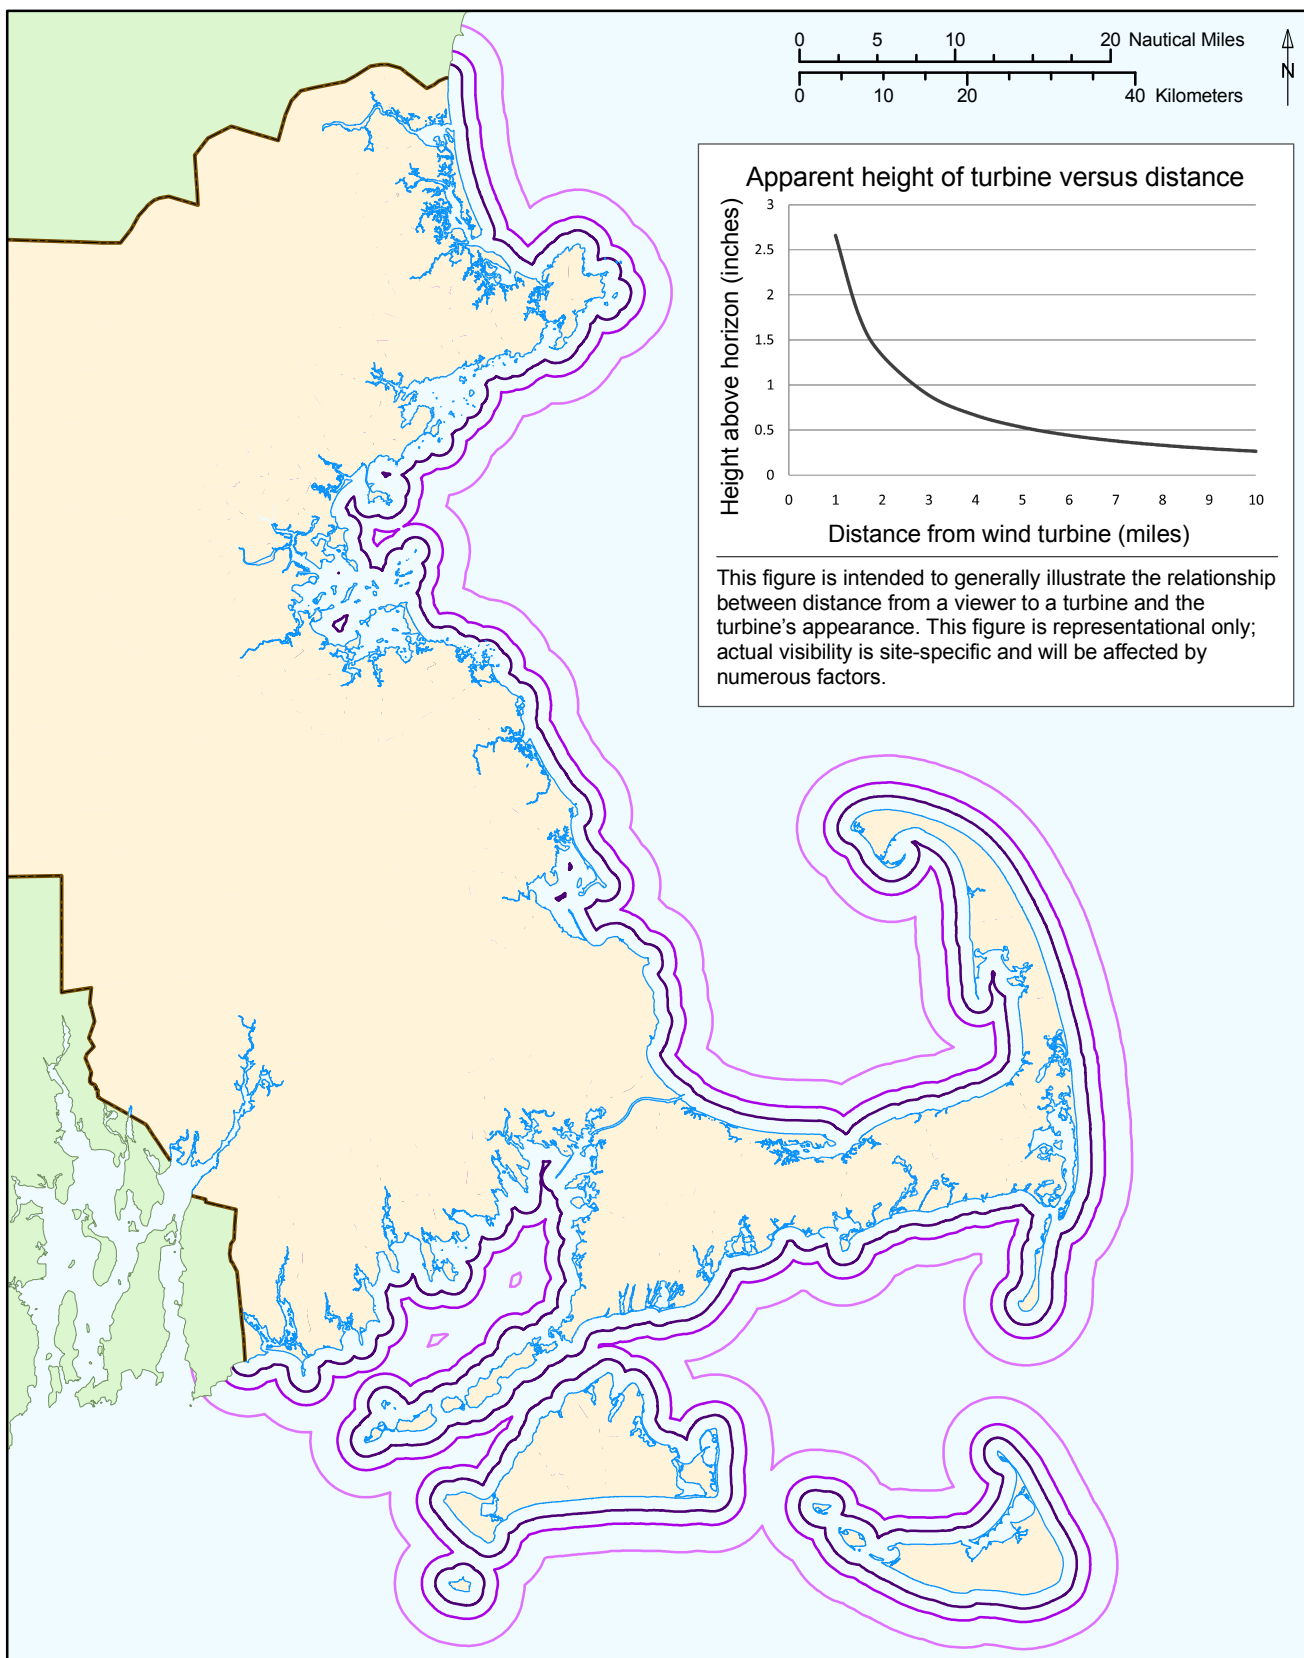 0 5 10 20 Nautical Miles
0 10 20 40 Kilometers
N
Apparent height of turbine versus distance
Height above horizon (inches)
3
2.5
2
1.5
1
0.5
0
0 1 2 3 4 5 6 7 8 9 10
Distance from wind turbine (miles)
This figure is intended to generally illustrate the relationship
between distance from a viewer to a turbine and the
turbine’s appearance. This figure is representational only;
actual visibility is site-specific and will be affected by
numerous factors.